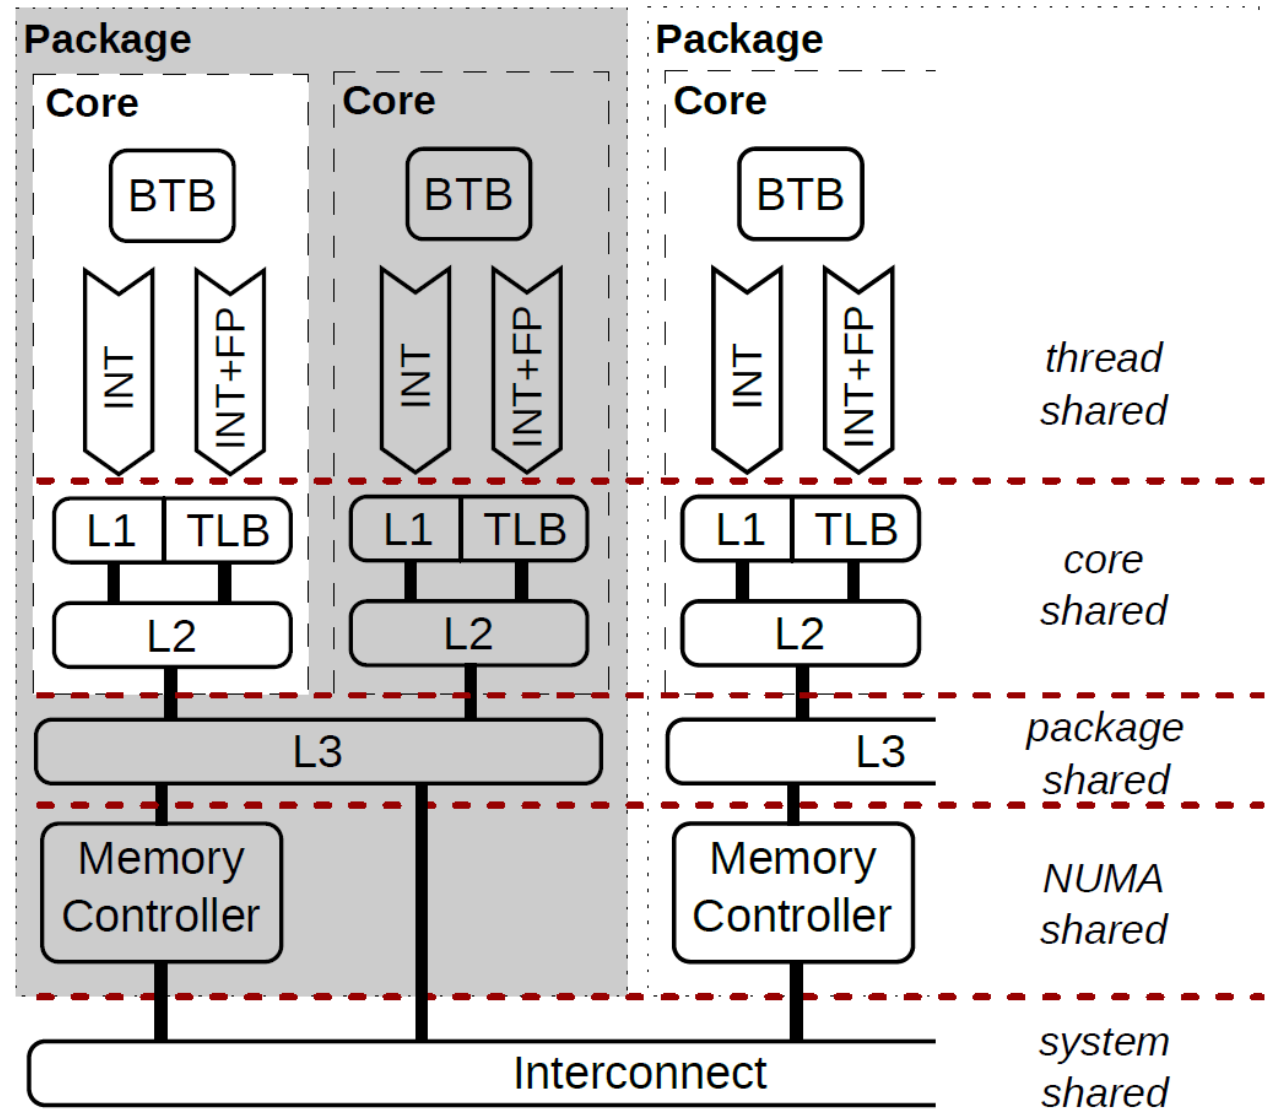 Package
Package
Core
Core
Core
BTB
BTB
BTB
INT
INT+FP
INT
INT+FP
INT
INT+FP
thread
shared
L1
TLB
L1
TLB
L1
TLB
core
shared
L2
L2
L2
L3
L3
package
shared
Memory
Controller
Memory
Controller
NUMA
shared
Interconnect
system
shared